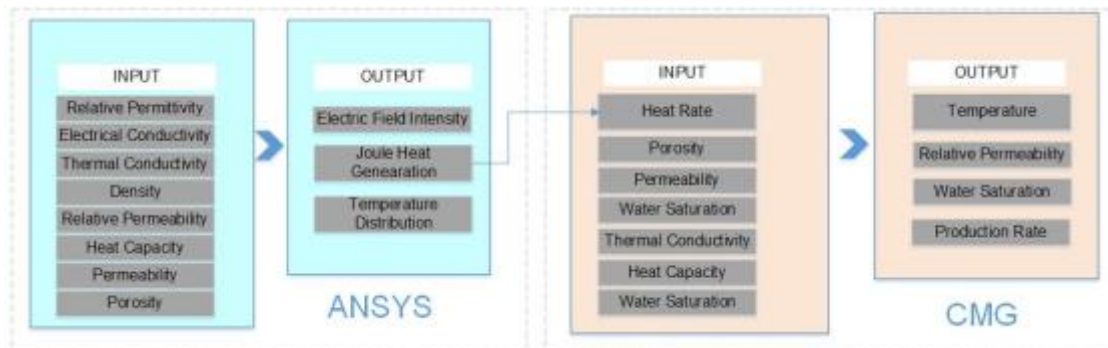 INPUT
Relative Permittivity
Electrical Conductivity
Thermal Conductivity
Density
Relative Permeability
Heat Capacity
Permeability
Porosity
OUTPUT
Electric Field Intensity
Joule Heat
Genearation
Temperature
Distribution
ANSYS
INPUT
Heat Rate
Porosity
Permeability
Water Saturation
Thermal Conductivity
Heat Capacity
Water Saturation
OUTPUT
Temperature
Relative Permeability
Water Saturation
Production Rate
CMG